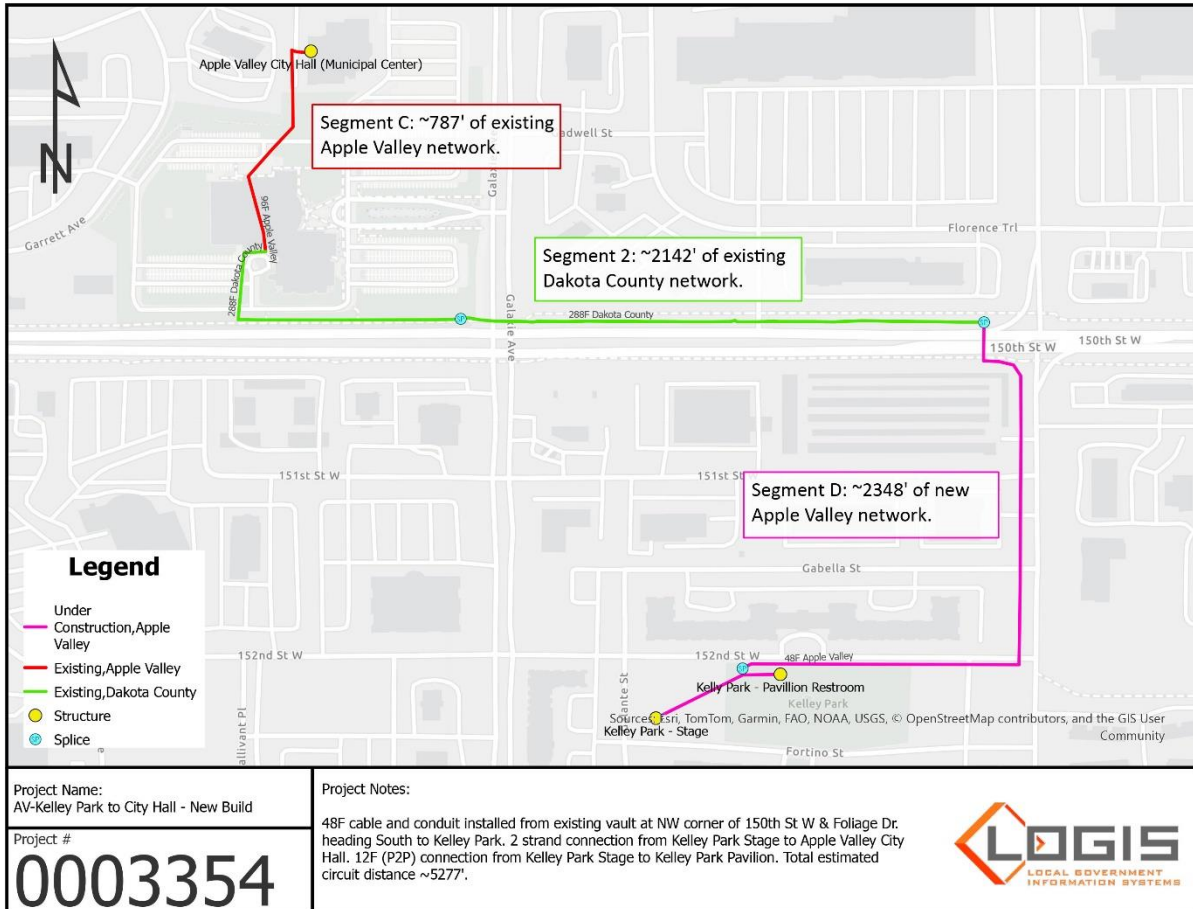 N
Apple Valley City Hall (Municipal Center)
Segment C: ~787' of existing
Apple Valley network.
adwell St
Galaxie
Garrett Ave
96F Apple Valley
288F Dakota County
Florence Trl
Segment 2: ~2142' of existing
Dakota County network.
SP
288F Dakota County
SP
Galaxie Ave
150th St W
150th St W
151st St W
151st St W
Segment D: ~2348' of new
Apple Valley network.
Gabella St
152nd St W
152nd St W
48F Apple Valley
SP
Kelly Park - Pavillion Restroom
Kelley Park
Sources: Esri, TomTom, Garmin, FAO, NOAA, USGS, © OpenStreetMap contributors, and the GIS User
Community
Kelley Park - Stage
Fortino St
allivant Pl
ante St
Legend
Under
Construction,Apple
Valley
Existing,Apple Valley
Existing,Dakota County
Structure
SP Splice
Project Name:
AV-Kelley Park to City Hall - New Build
Project #
0003354
Project Notes:
48F cable and conduit installed from existing vault at NW corner of 150th St W & Foliage Dr.
heading South to Kelley Park. 2 strand connection from Kelley Park Stage to Apple Valley City
Hall. 12F (P2P) connection from Kelley Park Stage to Kelley Park Pavilion. Total estimated
circuit distance ~5277'.
LOGIS
LOCAL GOVERNMENT
INFORMATION SYSTEMS